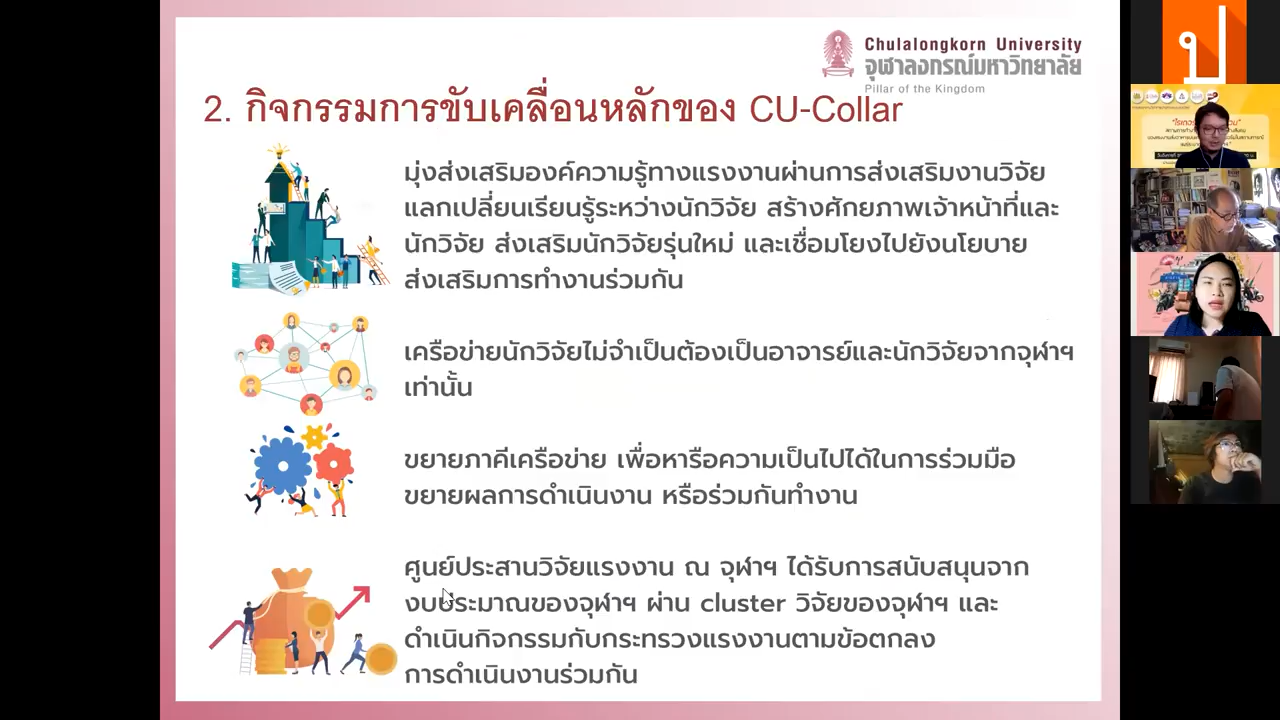 Chulalongkorn University
จุฬาลงกรณ์มหาวิทยาลัย
Pillar of the Kingdom
2. กิจกรรมการขับเคลื่อนหลักของ CU-Collar
มุ่งส่งเสริมองค์ความรู้ทางแรงงานผ่านการส่งเสริมงานวิจัย
แลกเปลี่ยนเรียนรู้ระหว่างนักวิจัย สร้างศักยภาพเจ้าหน้าที่และ
นักวิจัย ส่งเสริมนักวิจัยรุ่นใหม่ และเชื่อมโยงไปยังนโยบาย
ส่งเสริมการทำงานร่วมกัน
เครือข่ายนักวิจัยไม่จำเป็นต้องเป็นอาจารย์และนักวิจัยจากจุฬาฯ
เท่านั้น
ขยายภาคีเครือข่าย เพื่อหารือความเป็นไปได้ในการร่วมมือ
ขยายผลการดำเนินงาน หรือร่วมกันทำงาน
ศูนย์ประสานวิจัยแรงงาน ณ จุฬาฯ ได้รับการสนับสนุนจาก
งบประมาณของจุฬาฯ ผ่าน cluster วิจัยของจุฬาฯ และ
ดำเนินกิจกรรมกับกระทรวงแรงงานตามข้อตกลง
การดำเนินงานร่วมกัน
ป